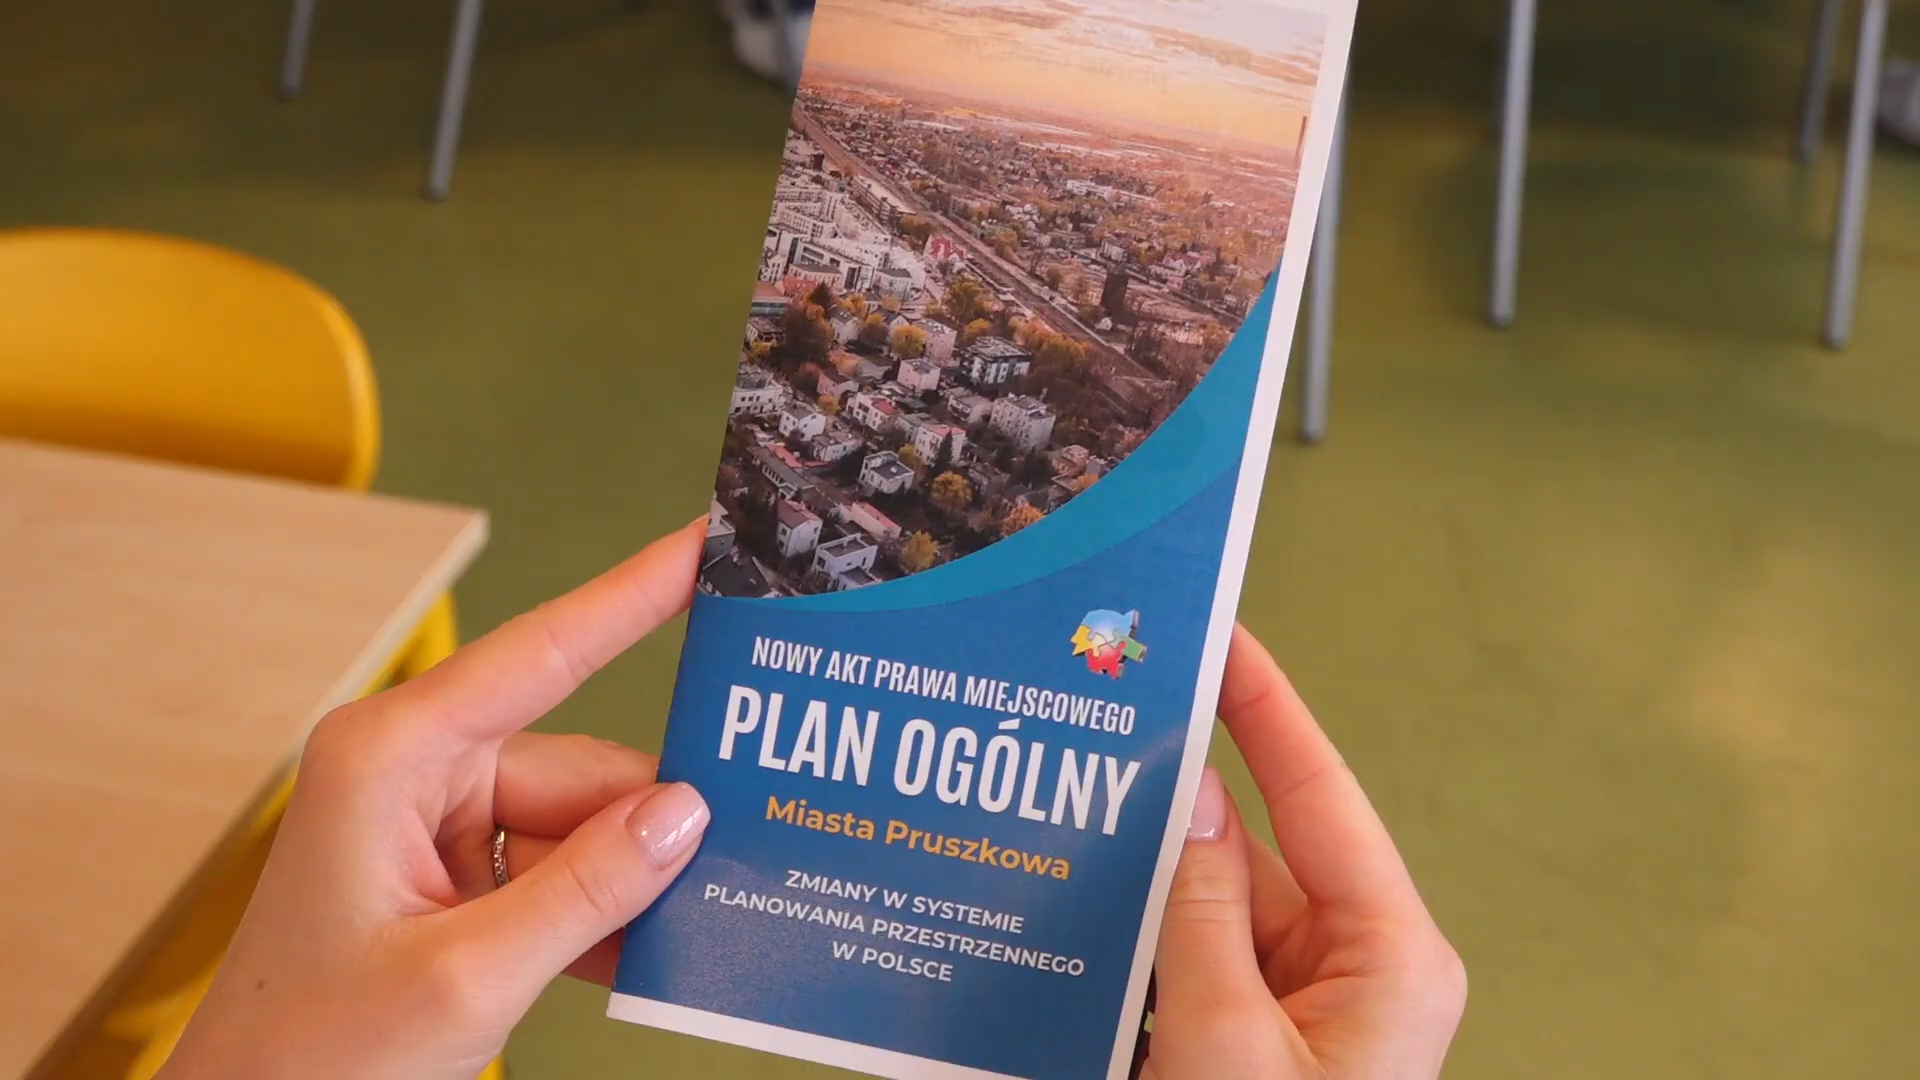 NOWY AKT PRAWA MIEJSCOWEGO
PLAN OGÓLNY
Miasta Pruszkowa
ZMIANY W SYSTEMIE
PLANOWANIA PRZESTRZENNEGO
W POLSCE